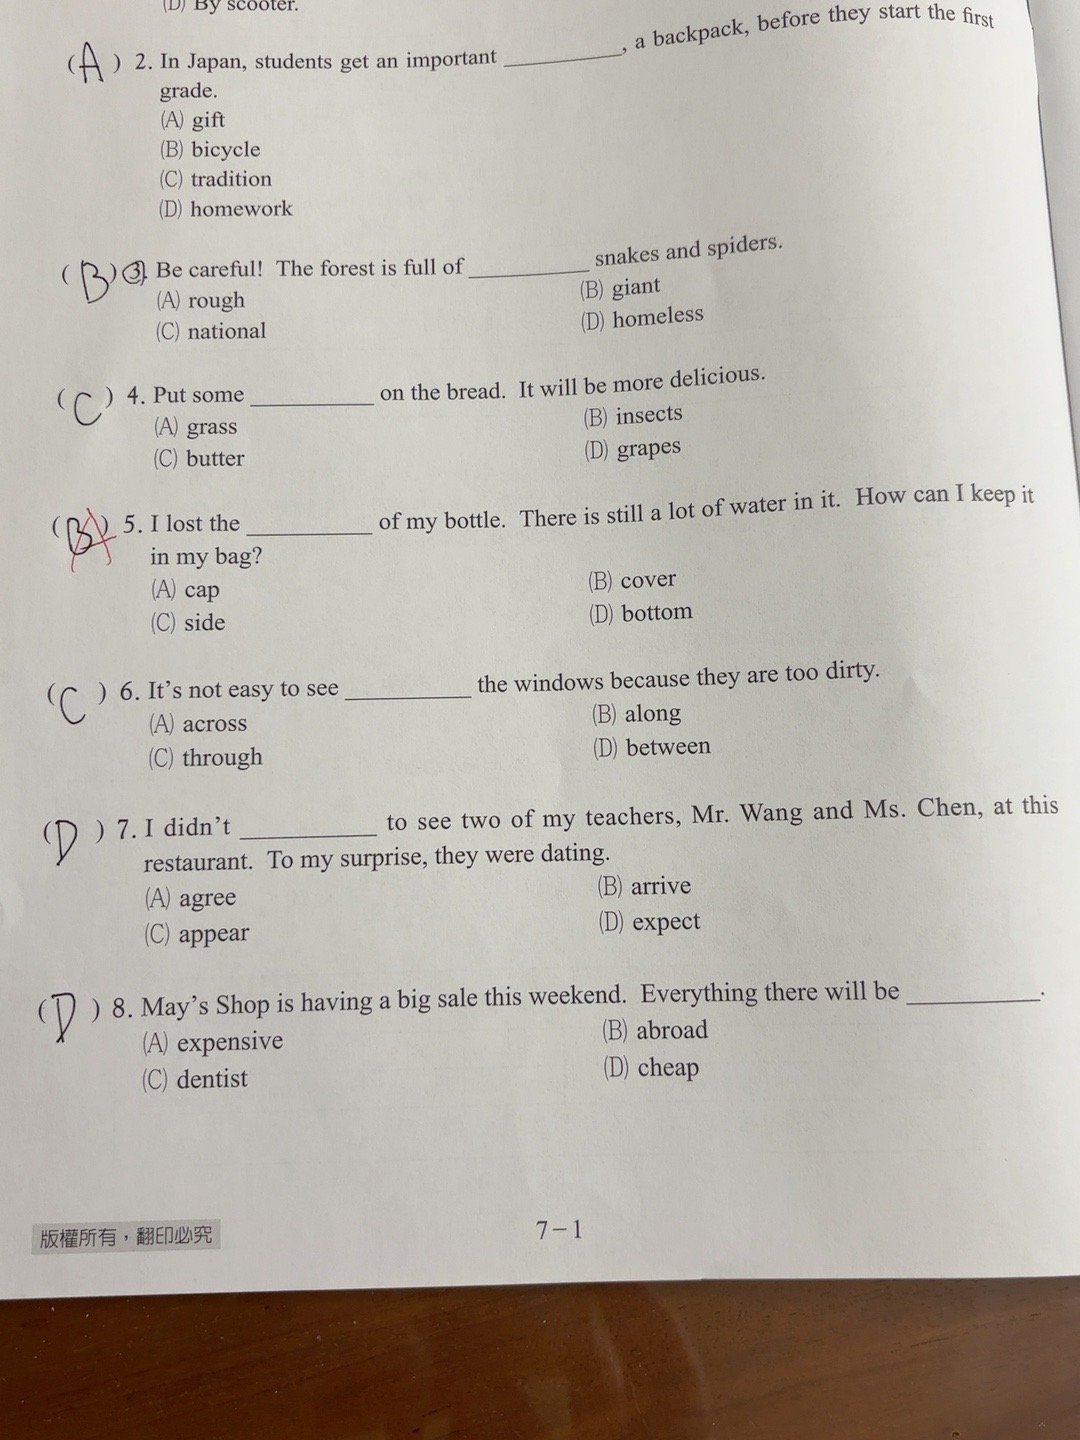 (D) By scooter.
(A) 2. In Japan, students get an important ________, a backpack, before they start the first
grade.
(A) gift
(B) bicycle
(C) tradition
(D) homework
(B) 3. Be careful! The forest is full of ________ snakes and spiders.
(A) rough (B) giant
(C) national (D) homeless
(C) 4. Put some ________ on the bread. It will be more delicious.
(A) grass (B) insects
(C) butter (D) grapes
(B) 5. I lost the ________ of my bottle. There is still a lot of water in it. How can I keep it
in my bag?
(A) cap (B) cover
(C) side (D) bottom
(C) 6. It's not easy to see ________ the windows because they are too dirty.
(A) across (B) along
(C) through (D) between
(D) 7. I didn't ________ to see two of my teachers, Mr. Wang and Ms. Chen, at this
restaurant. To my surprise, they were dating.
(A) agree (B) arrive
(C) appear (D) expect
(D) 8. May's Shop is having a big sale this weekend. Everything there will be ________.
(A) expensive (B) abroad
(C) dentist (D) cheap
版權所有，翻印必究 7－1